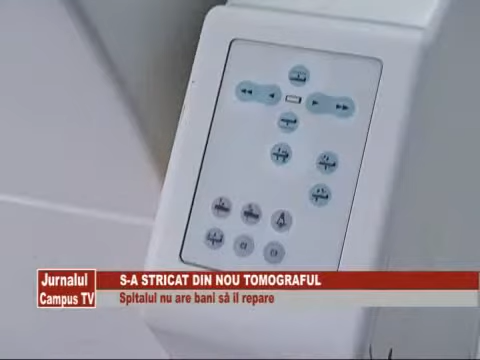 Jurnalul
Campus TV
S-A STRICAT DIN NOU TOMOGRAFUL
Spitalul nu are bani să îl repare